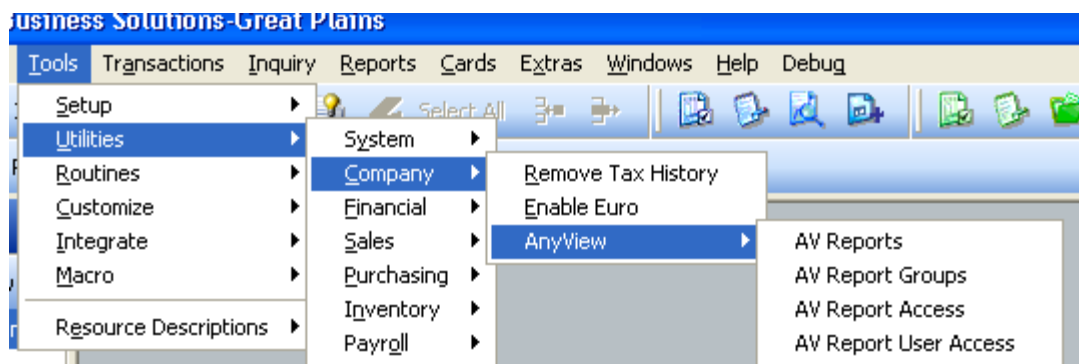 Business Solutions-Great Plains
Tools Transactions Inquiry Reports Cards Extras Windows Help Debug
Setup
Select All
Utilities
System
Routines
Company
Remove Tax History
Customize
Financial
Enable Euro
Integrate
Sales
AnyView
AV Reports
Macro
Purchasing
AV Report Groups
Inventory
AV Report Access
Resource Descriptions
Payroll
AV Report User Access